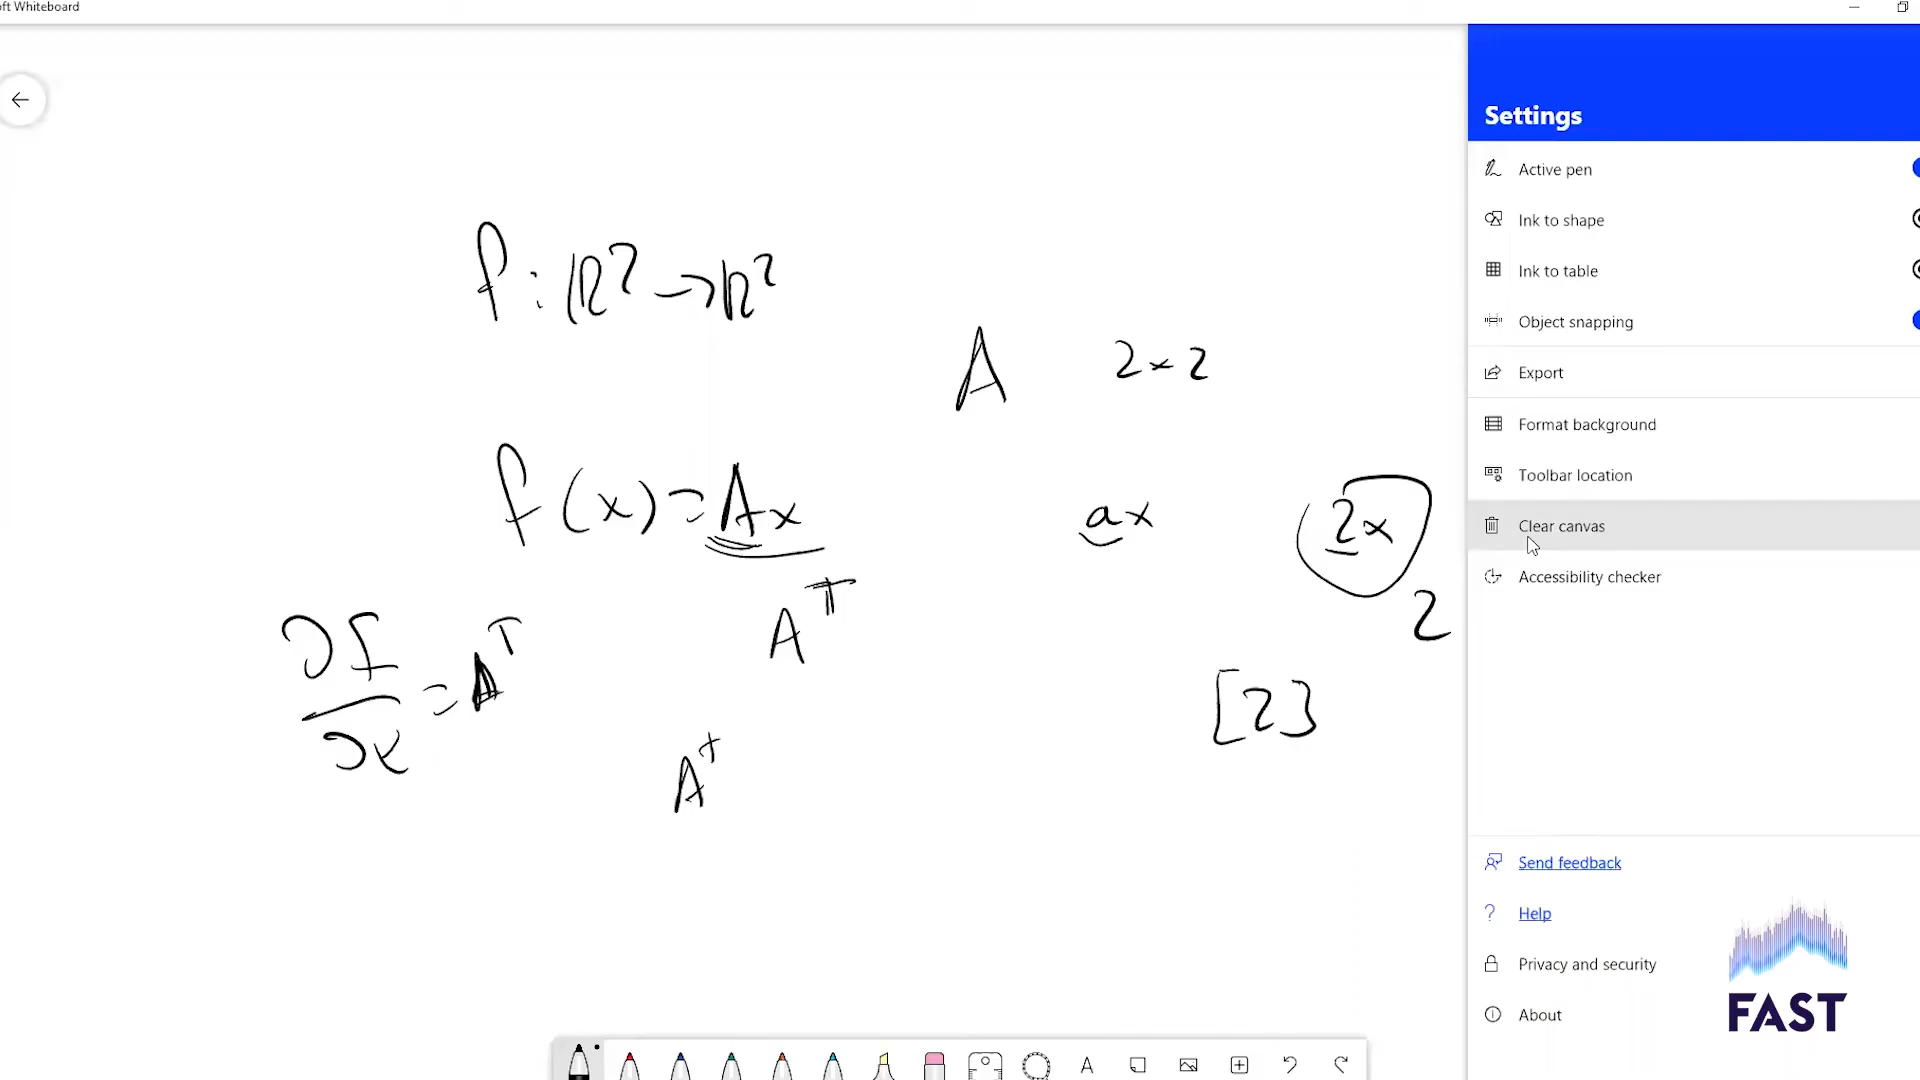 oft Whiteboard
f: ℝ² → ℝ²
A 2×2
f(x) = Ax
ax
2x
2
Aᵀ
∂f/∂x = Aᵀ
[2]
Aᵀ
Settings
Active pen
Ink to shape
Ink to table
Object snapping
Export
Format background
Toolbar location
Clear canvas
Accessibility checker
Send feedback
Help
Privacy and security
About
FAST